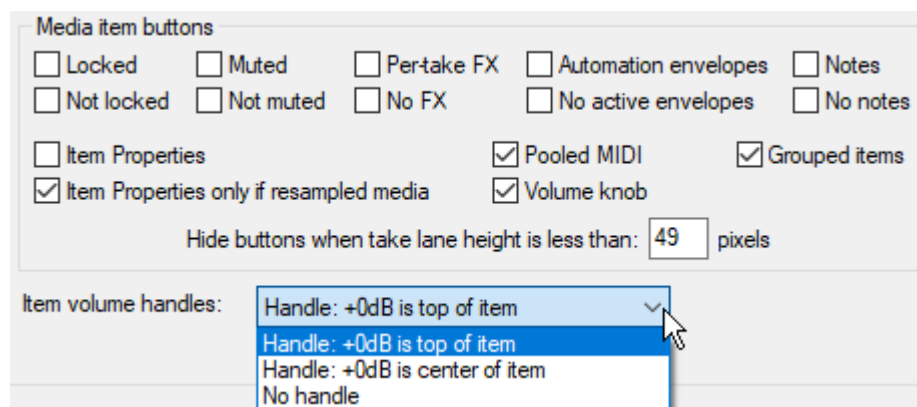 Media item buttons
Locked Muted Per-take FX Automation envelopes Notes
Not locked Not muted No FX No active envelopes No notes
Item Properties Pooled MIDI Grouped items
Item Properties only if resampled media Volume knob
Hide buttons when take lane height is less than: 49 pixels
Item volume handles: Handle: +0dB is top of item
Handle: +0dB is top of item
Handle: +0dB is center of item
No handle